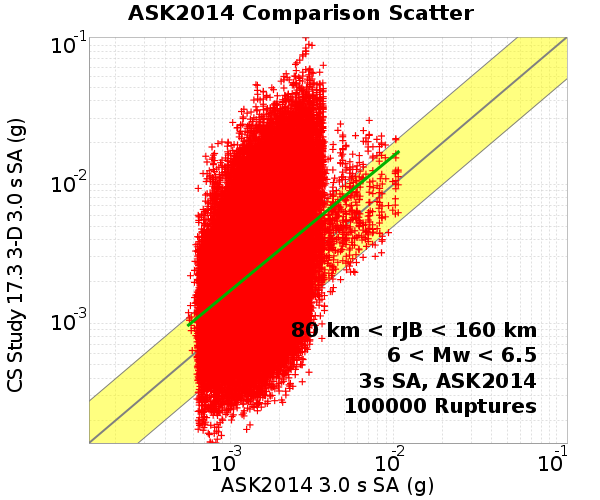 ASK2014 Comparison Scatter
CS Study 17.3 3-D 3.0 s SA (g)
10-1
10-2
10-3
80 km < rJB < 160 km
6 < Mw < 6.5
3s SA, ASK2014
100000 Ruptures
10-3
10-2
10-1
ASK2014 3.0 s SA (g)